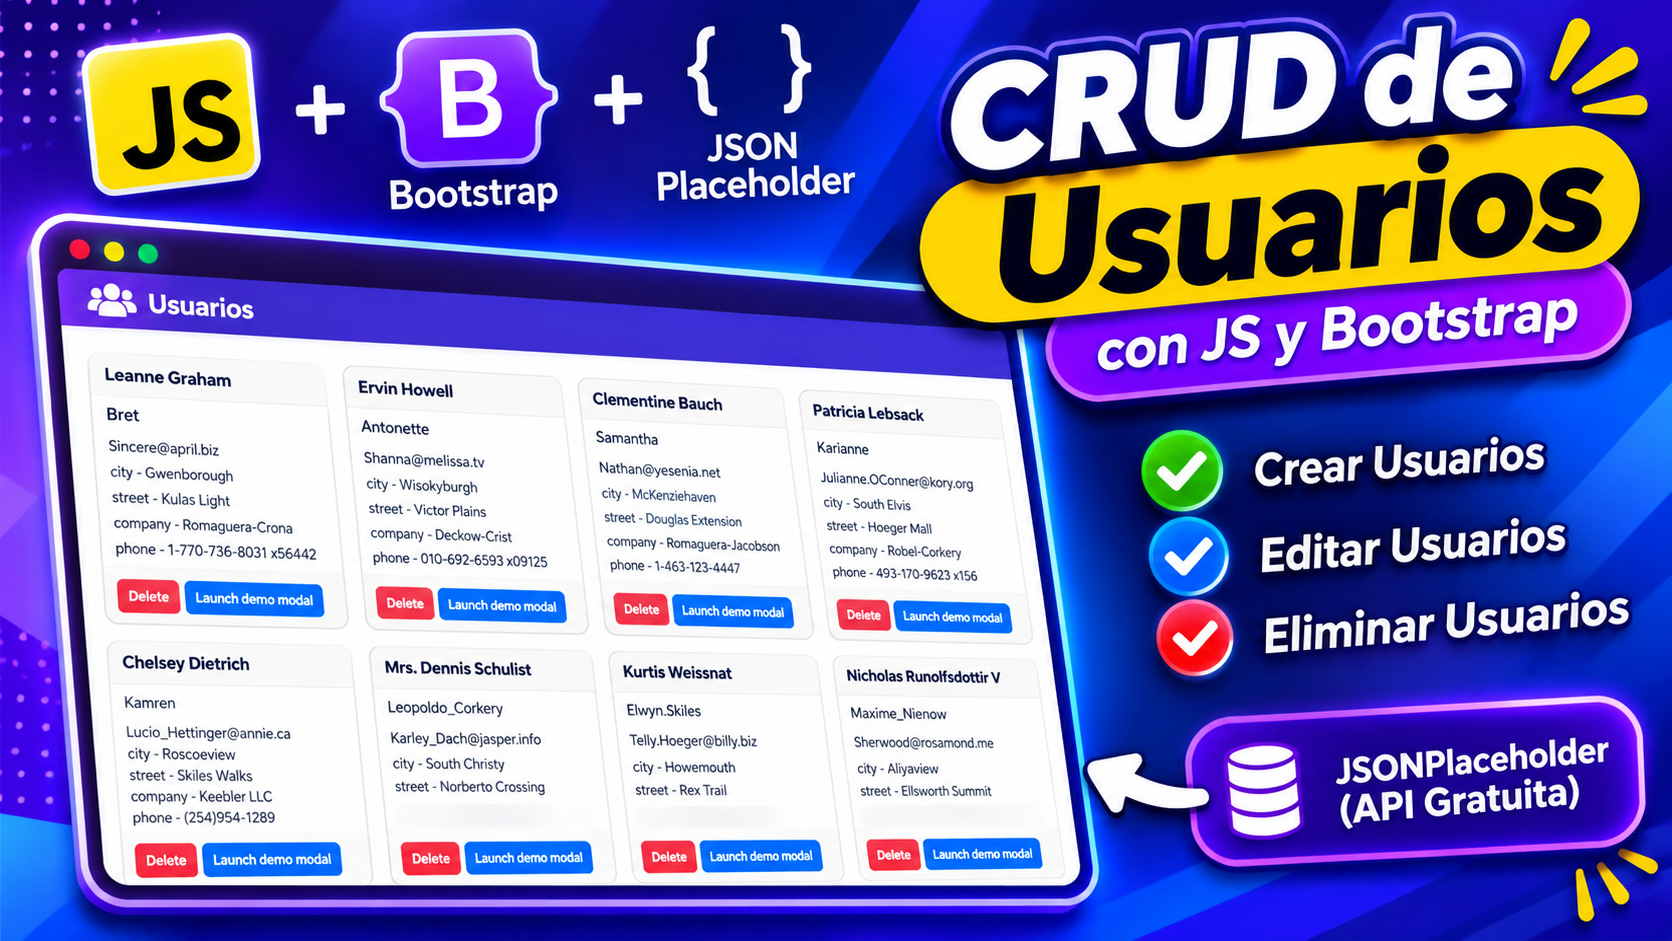 JS
+
B
Bootstrap
+
{ }
JSON
Placeholder
CRUD de
Usuarios
con JS y Bootstrap
Usuarios
Leanne Graham
Bret
Sincere@april.biz
city - Gwenborough
street - Kulas Light
company - Romaguera-Crona
phone - 1-770-736-8031 x56442
Delete
Launch demo modal
Ervin Howell
Antonette
Shanna@melissa.tv
city - Wisokyburgh
street - Victor Plains
company - Deckow-Crist
phone - 010-692-6593 x09125
Delete
Launch demo modal
Clementine Bauch
Samantha
Nathan@yesenia.net
city - McKenziehaven
street - Douglas Extension
company - Romaguera-Jacobson
phone - 1-463-123-4447
Delete
Launch demo modal
Patricia Lebsack
Karianne
Julianne.OConner@kory.org
city - South Elvis
street - Hoeger Mall
company - Robel-Corkery
phone - 493-170-9623 x156
Delete
Launch demo modal
Chelsey Dietrich
Kamren
Lucio_Hettinger@annie.ca
city - Roscoeview
street - Skiles Walks
company - Keebler LLC
phone - (254)954-1289
Delete
Launch demo modal
Mrs. Dennis Schulist
Leopoldo_Corkery
Karley_Dach@jasper.info
city - South Christy
street - Norberto Crossing
Delete
Launch demo modal
Kurtis Weissnat
Elwyn.Skiles
Telly.Hoeger@billy.biz
city - Howemouth
street - Rex Trail
Delete
Launch demo modal
Nicholas Runolfsdottir V
Maxime_Nienow
Sherwood@rosamond.me
city - Aliyaview
street - Ellsworth Summit
Delete
Launch demo modal
Crear Usuarios
Editar Usuarios
Eliminar Usuarios
JSONPlaceholder
(API Gratuita)